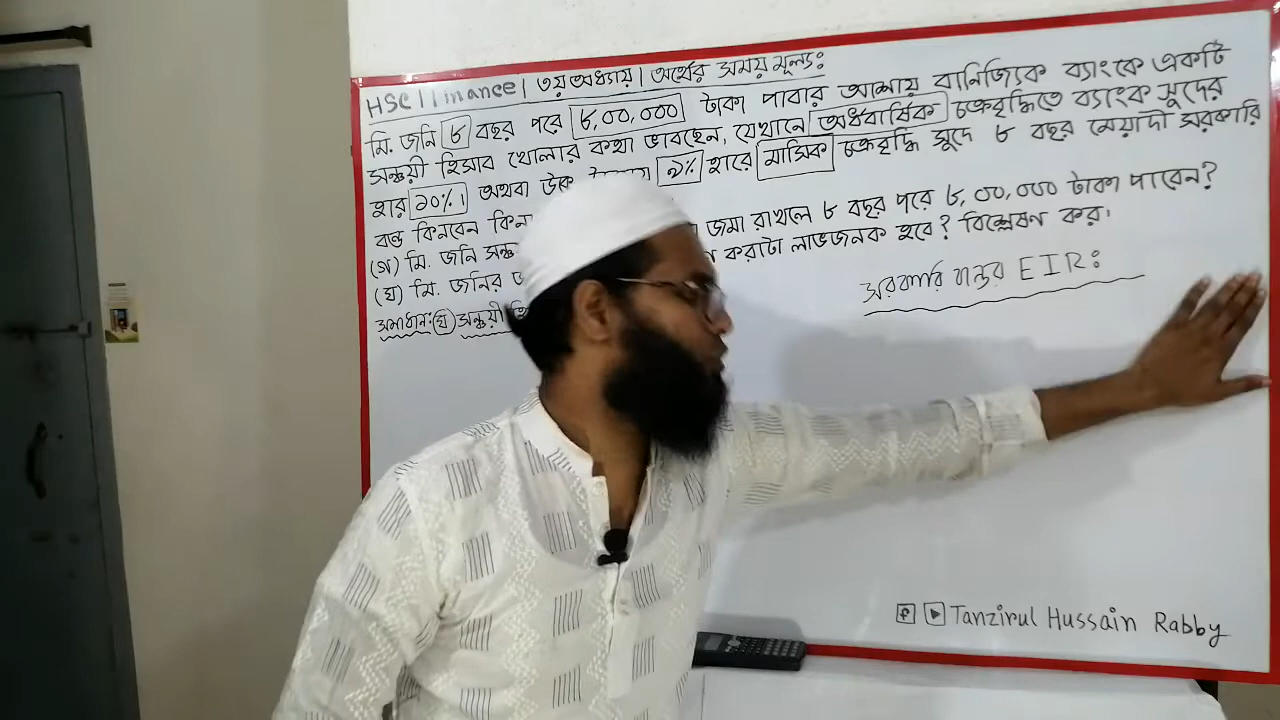 HSC Finance | ৩য় অধ্যায় | অর্থের সময় মূল্য:
মি. জনি ৮ বছর পরে ৮,০০,০০০ টাকা পাবার আশায় বানিজ্যিক ব্যাংকে একটি
সঞ্চয়ী হিসাব খোলার কথা ভাবছেন, যেখানে অর্ধবার্ষিক চক্রবৃদ্ধিতে ব্যাংক সুদের
হার ১০%। অথবা উক্ত ৯% হারে মাসিক চক্রবৃদ্ধি সুদে ৮ বছর মেয়াদী সরকারি
বন্ড কিনবেন
(গ) মি. জনি জমা রাখলে ৮ বছর পরে ৮,০০,০০০ টাকা পাবেন?
(ঘ) মি. জনির করাটা লাভজনক হবে? বিশ্লেষণ কর।
সমাধান:(ঘ) সঞ্চয়ী
সরকারি বন্ডের EIR:
Tanzirul Hussain Rabby